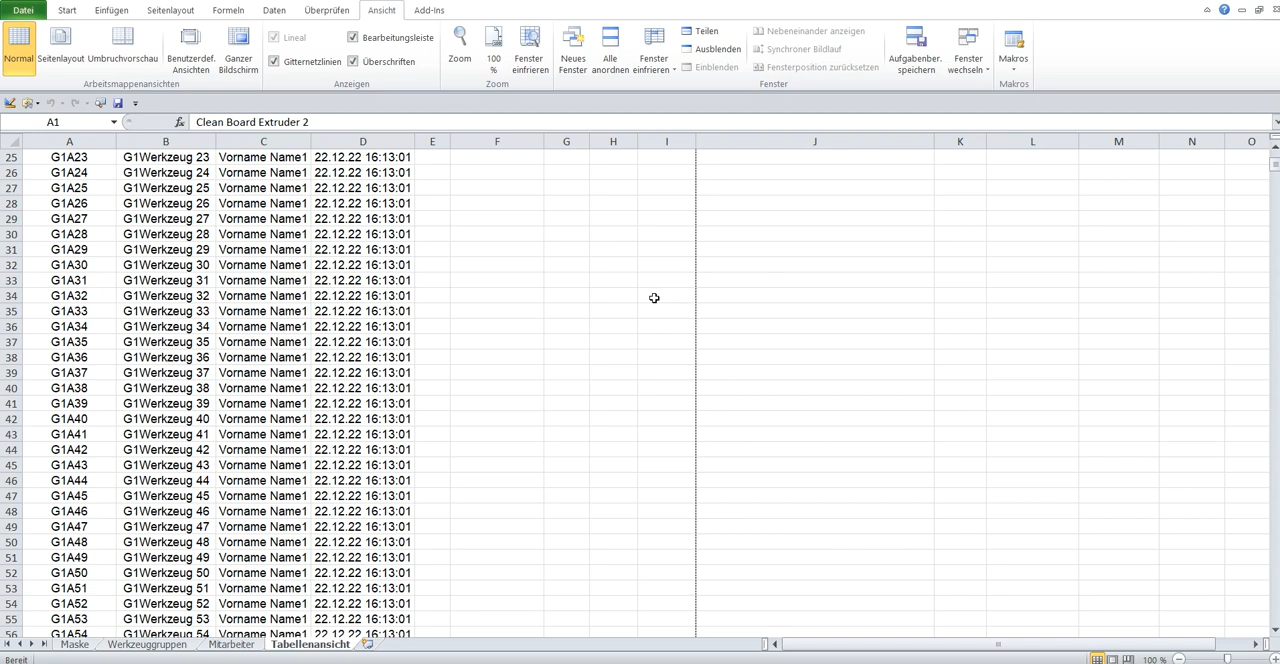 Datei Start Einfügen Seitenlayout Formeln Daten Überprüfen Ansicht Add-Ins
Normal Seitenlayout Umbruchvorschau Benutzerdef. Ansichten Ganzer Bildschirm
Arbeitsmappenansichten
Lineal Bearbeitungsleiste
Gitternetzlinien Überschriften
Anzeigen
Zoom 100 % Fenster einfrieren
Zoom
Neues Fenster Alle anordnen Fenster einfrieren
Teilen Nebeneinander anzeigen
Ausblenden Synchroner Bildlauf
Einblenden Fensterposition zurücksetzen
Aufgabenber. speichern Fenster wechseln
Fenster
Makros
Makros
A1 fx Clean Board Extruder 2
A B C D E F G H I J K L M N O
25 G1A23 G1Werkzeug 23 Vorname Name1 22.12.22 16:13:01
26 G1A24 G1Werkzeug 24 Vorname Name1 22.12.22 16:13:01
27 G1A25 G1Werkzeug 25 Vorname Name1 22.12.22 16:13:01
28 G1A26 G1Werkzeug 26 Vorname Name1 22.12.22 16:13:01
29 G1A27 G1Werkzeug 27 Vorname Name1 22.12.22 16:13:01
30 G1A28 G1Werkzeug 28 Vorname Name1 22.12.22 16:13:01
31 G1A29 G1Werkzeug 29 Vorname Name1 22.12.22 16:13:01
32 G1A30 G1Werkzeug 30 Vorname Name1 22.12.22 16:13:01
33 G1A31 G1Werkzeug 31 Vorname Name1 22.12.22 16:13:01
34 G1A32 G1Werkzeug 32 Vorname Name1 22.12.22 16:13:01
35 G1A33 G1Werkzeug 33 Vorname Name1 22.12.22 16:13:01
36 G1A34 G1Werkzeug 34 Vorname Name1 22.12.22 16:13:01
37 G1A35 G1Werkzeug 35 Vorname Name1 22.12.22 16:13:01
38 G1A36 G1Werkzeug 36 Vorname Name1 22.12.22 16:13:01
39 G1A37 G1Werkzeug 37 Vorname Name1 22.12.22 16:13:01
40 G1A38 G1Werkzeug 38 Vorname Name1 22.12.22 16:13:01
41 G1A39 G1Werkzeug 39 Vorname Name1 22.12.22 16:13:01
42 G1A40 G1Werkzeug 40 Vorname Name1 22.12.22 16:13:01
43 G1A41 G1Werkzeug 41 Vorname Name1 22.12.22 16:13:01
44 G1A42 G1Werkzeug 42 Vorname Name1 22.12.22 16:13:01
45 G1A43 G1Werkzeug 43 Vorname Name1 22.12.22 16:13:01
46 G1A44 G1Werkzeug 44 Vorname Name1 22.12.22 16:13:01
47 G1A45 G1Werkzeug 45 Vorname Name1 22.12.22 16:13:01
48 G1A46 G1Werkzeug 46 Vorname Name1 22.12.22 16:13:01
49 G1A47 G1Werkzeug 47 Vorname Name1 22.12.22 16:13:01
50 G1A48 G1Werkzeug 48 Vorname Name1 22.12.22 16:13:01
51 G1A49 G1Werkzeug 49 Vorname Name1 22.12.22 16:13:01
52 G1A50 G1Werkzeug 50 Vorname Name1 22.12.22 16:13:01
53 G1A51 G1Werkzeug 51 Vorname Name1 22.12.22 16:13:01
54 G1A52 G1Werkzeug 52 Vorname Name1 22.12.22 16:13:01
55 G1A53 G1Werkzeug 53 Vorname Name1 22.12.22 16:13:01
56 G1A54 G1Werkzeug 54 Vorname Name1 22.12.22 16:13:01
Maske Werkzeuggruppen Mitarbeiter Tabellenansicht
Bereit 100 %